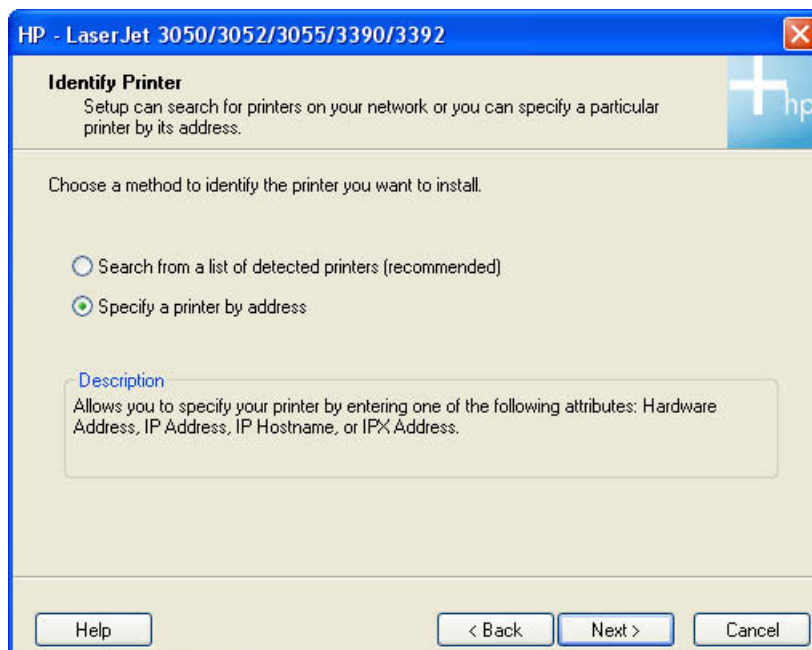 HP - LaserJet 3050/3052/3055/3390/3392
Identify Printer
Setup can search for printers on your network or you can specify a particular
printer by its address.
hp
Choose a method to identify the printer you want to install.
Search from a list of detected printers (recommended)
Specify a printer by address
Description
Allows you to specify your printer by entering one of the following attributes: Hardware
Address, IP Address, IP Hostname, or IPX Address.
Help
< Back
Next >
Cancel